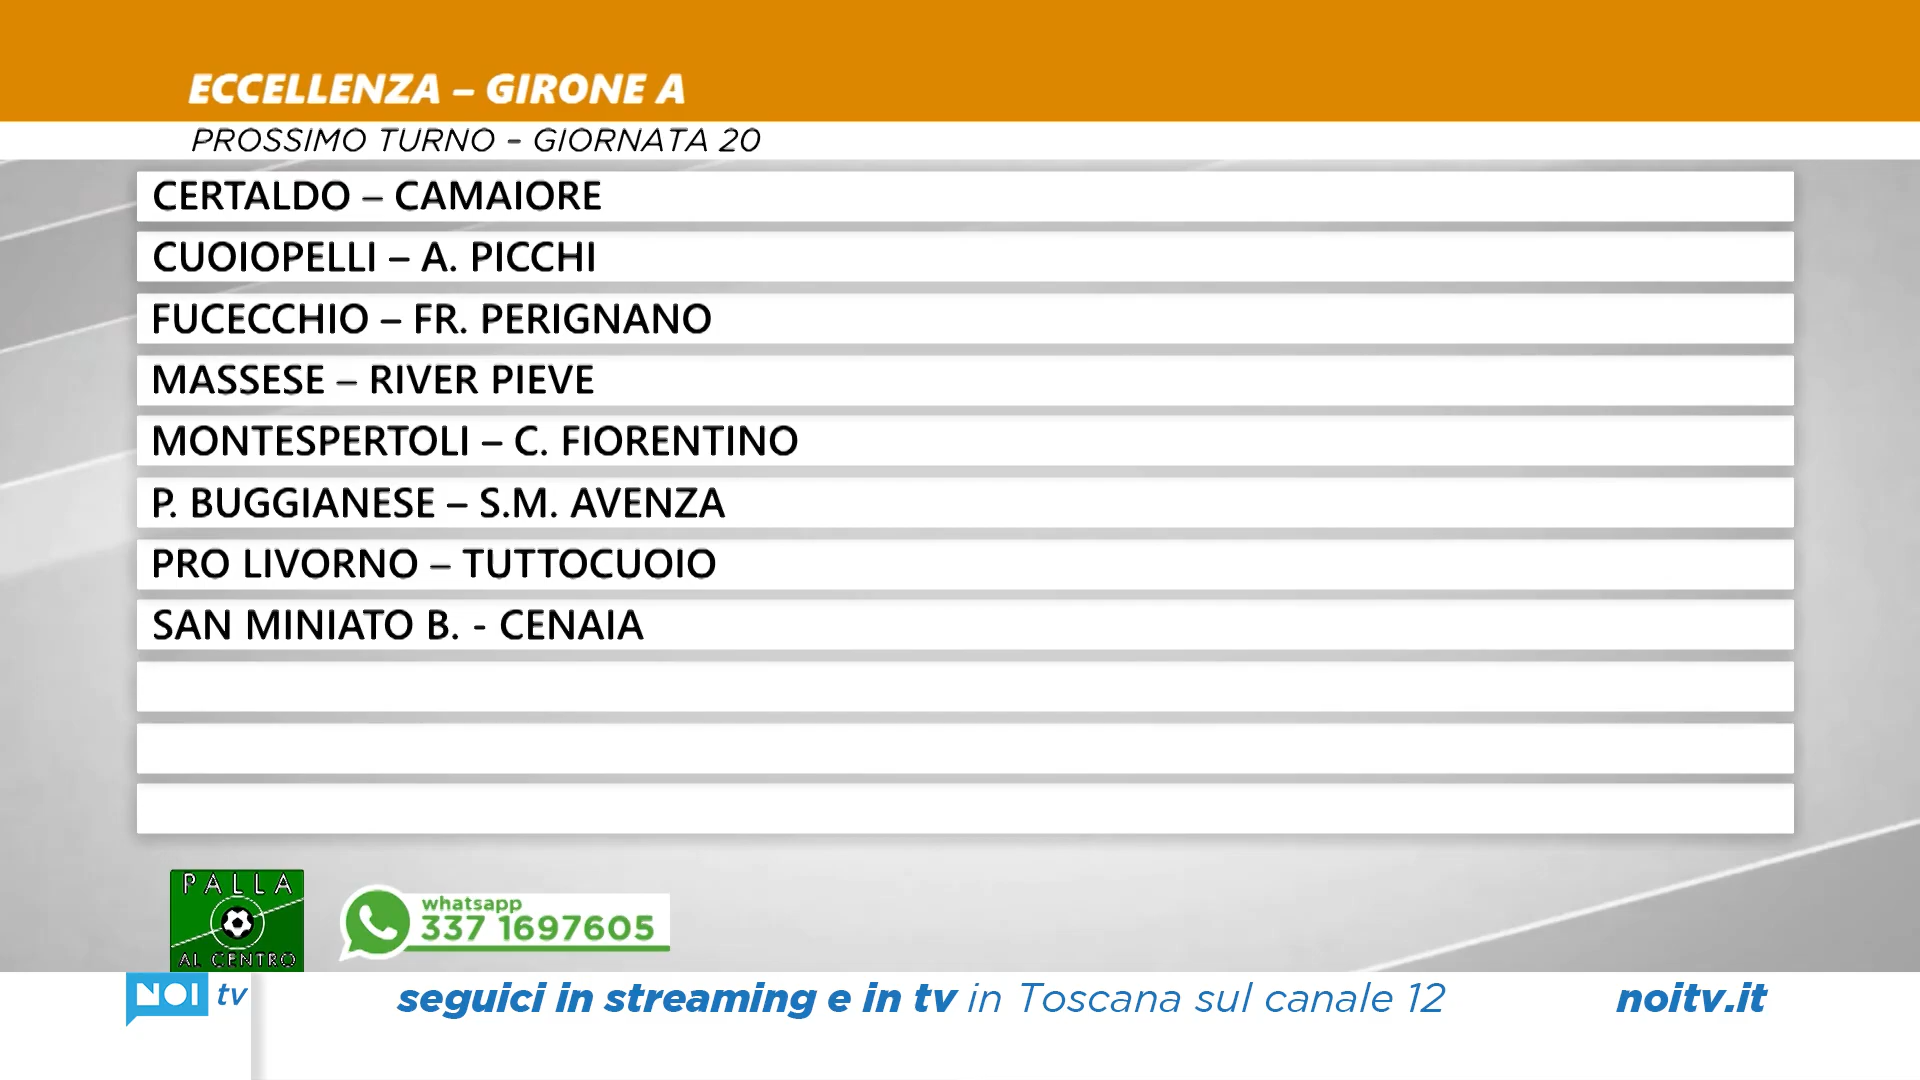 ECCELLENZA – GIRONE A
PROSSIMO TURNO – GIORNATA 20
CERTALDO – CAMAIORE
CUOIOPELLI – A. PICCHI
FUCECCHIO – FR. PERIGNANO
MASSESE – RIVER PIEVE
MONTESPERTOLI – C. FIORENTINO
P. BUGGIANESE – S.M. AVENZA
PRO LIVORNO – TUTTOCUOIO
SAN MINIATO B. - CENAIA
PALLA
AL CENTRO
whatsapp
337 1697605
NOI tv
seguici in streaming e in tv in Toscana sul canale 12
noitv.it